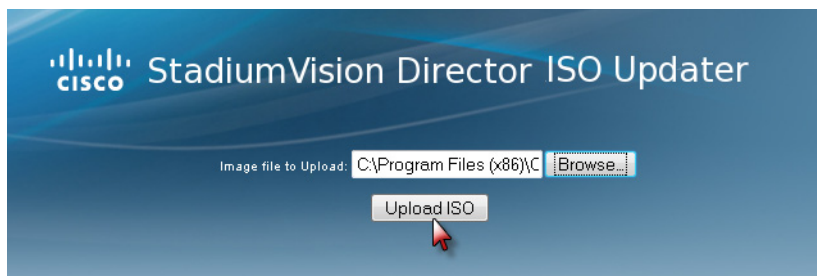 CISCO StadiumVision Director ISO Updater
Image file to Upload: C:\Program Files (x86)\C Browse...
Upload ISO